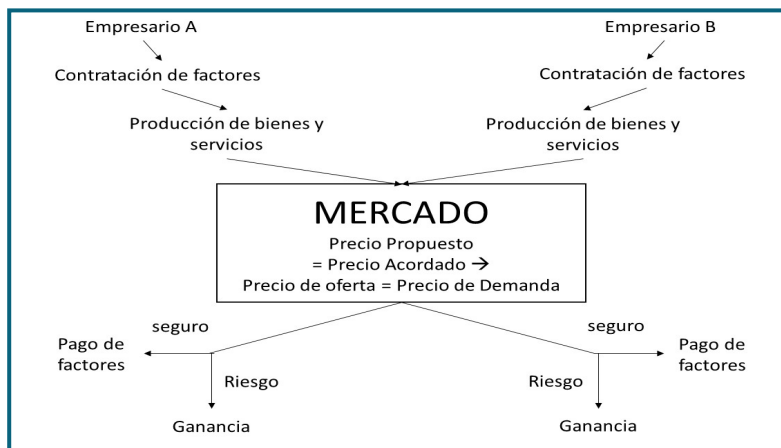 Empresario A
Empresario B
Contratación de factores
Contratación de factores
Producción de bienes y
servicios
Producción de bienes y
servicios
MERCADO
Precio Propuesto
= Precio Acordado →
Precio de oferta = Precio de Demanda
seguro
seguro
Pago de
factores
Pago de
factores
Riesgo
Riesgo
Ganancia
Ganancia